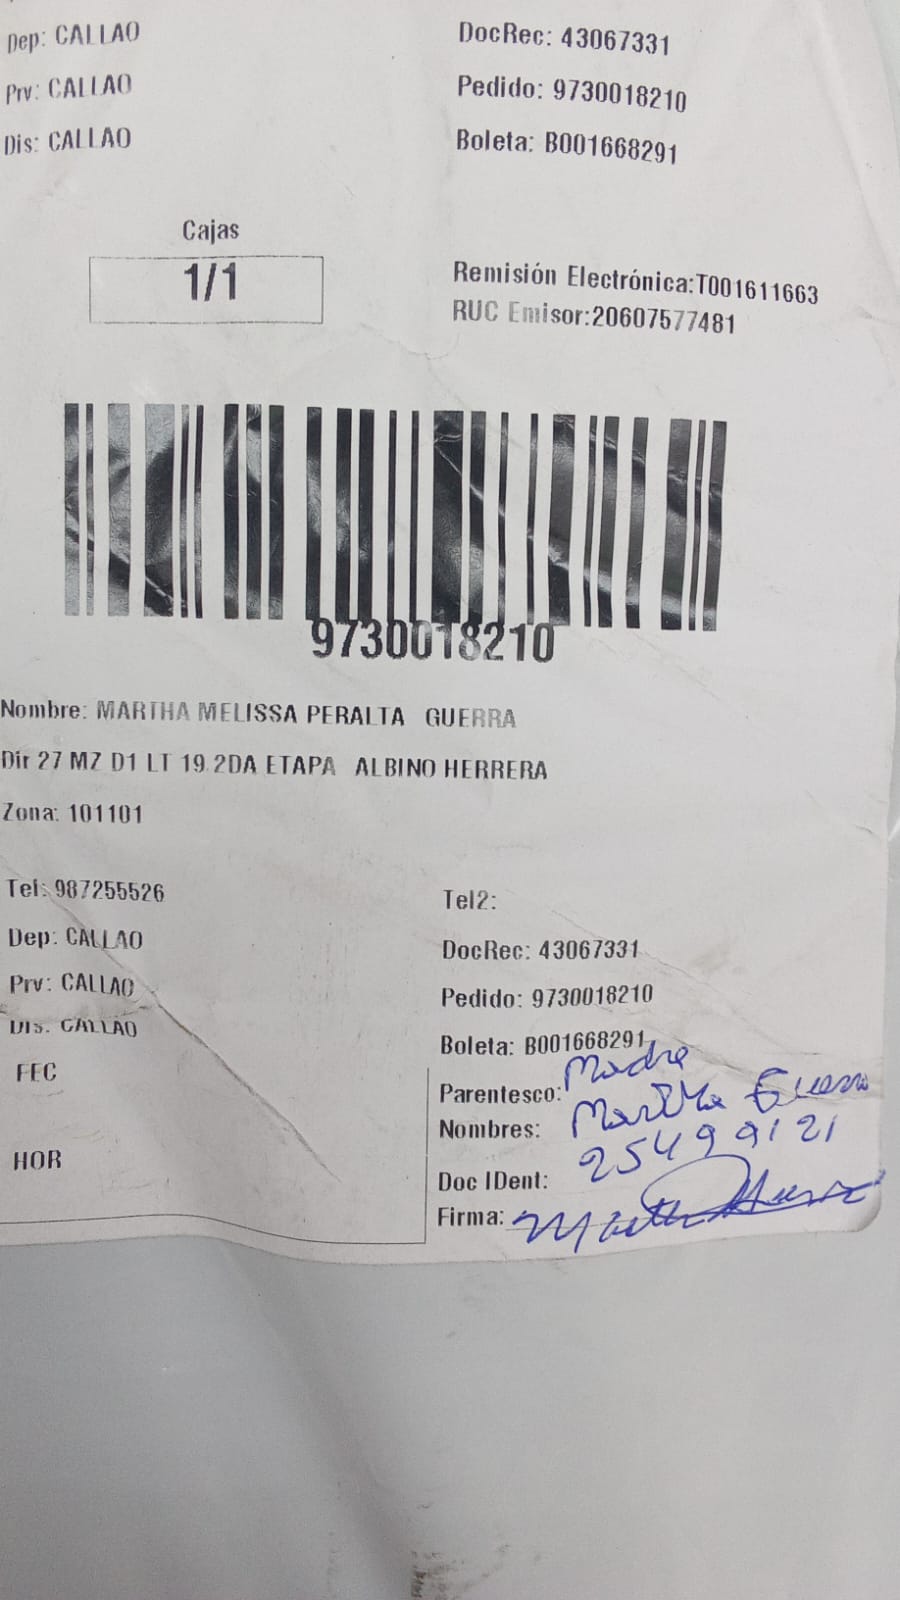 Dep: CALLAO
DocRec: 43067331
Prv: CALLAO
Pedido: 9730018210
Dis: CALLAO
Boleta: B001668291
Cajas
1/1
Remisión Electrónica:T001611663
RUC Emisor:20607577481
9730018210
Nombre: MARTHA MELISSA PERALTA GUERRA
Dir 27 MZ D1 LT 19 2DA ETAPA ALBINO HERRERA
Zona: 101101
Tel: 987255526
Tel2:
Dep: CALLAO
DocRec: 43067331
Prv: CALLAO
Pedido: 9730018210
Dis: CALLAO
Boleta: B001668291
FEC
Parentesco: Madre
Nombres: Martha Guerra
HOR
Doc IDent: 25499121
Firma: Martha Guerra